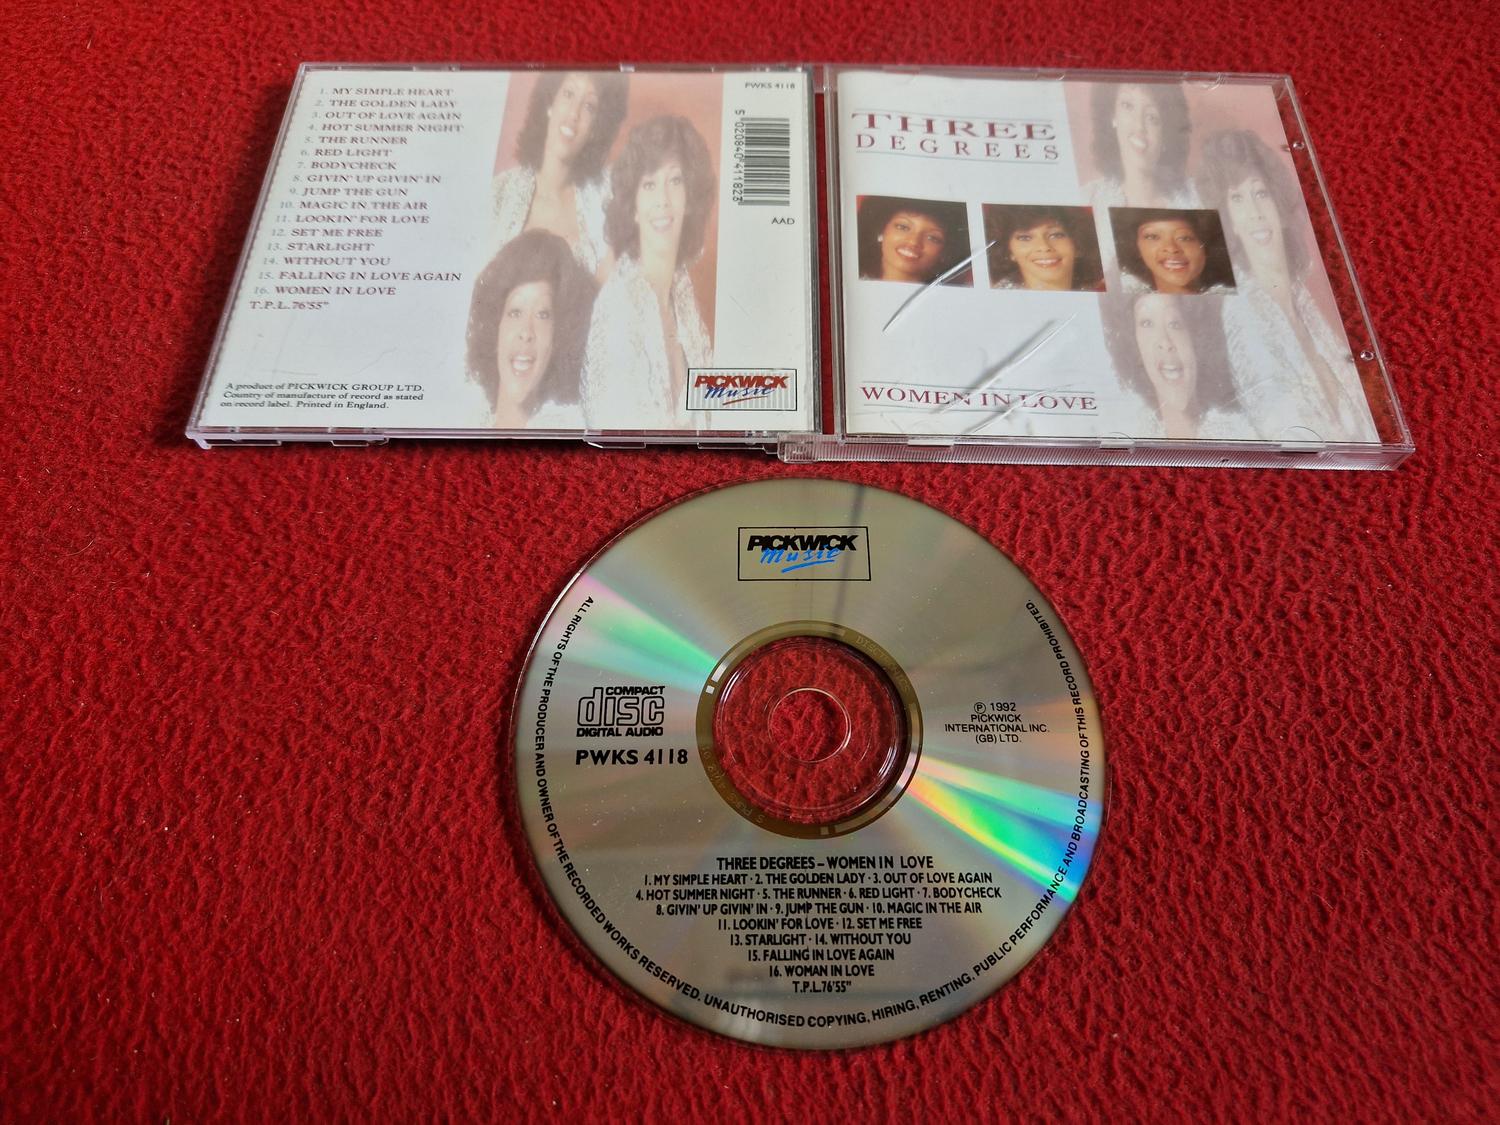 1. MY SIMPLE HEART
2. THE GOLDEN LADY
3. OUT OF LOVE AGAIN
4. HOT SUMMER NIGHT
5. THE RUNNER
6. RED LIGHT
7. BODYCHECK
8. GIVIN' UP GIVIN' IN
9. JUMP THE GUN
10. MAGIC IN THE AIR
11. LOOKIN' FOR LOVE
12. SET ME FREE
13. STARLIGHT
14. WITHOUT YOU
15. FALLING IN LOVE AGAIN
16. WOMEN IN LOVE
T.P.L.76'55"
A product of PICKWICK GROUP LTD.
Country of manufacture of record as stated
on record label. Printed in England.
PWKS 4118
5 020840 411823
AAD
PICKWICK
Music
THREE
DEGREES
WOMEN IN LOVE
PICKWICK
Music
COMPACT
disc
DIGITAL AUDIO
PWKS 4118
℗ 1992
PICKWICK
INTERNATIONAL INC.
(GB) LTD.
THREE DEGREES – WOMEN IN LOVE
1. MY SIMPLE HEART · 2. THE GOLDEN LADY · 3. OUT OF LOVE AGAIN
4. HOT SUMMER NIGHT · 5. THE RUNNER · 6. RED LIGHT · 7. BODYCHECK
8. GIVIN' UP GIVIN' IN · 9. JUMP THE GUN · 10. MAGIC IN THE AIR
11. LOOKIN' FOR LOVE · 12. SET ME FREE
13. STARLIGHT · 14. WITHOUT YOU
15. FALLING IN LOVE AGAIN
16. WOMAN IN LOVE
T.P.L.76'55"
ALL RIGHTS OF THE PRODUCER AND OWNER OF THE RECORDED WORKS RESERVED. UNAUTHORISED COPYING, HIRING, RENTING, PUBLIC PERFORMANCE AND BROADCASTING OF THIS RECORD PROHIBITED.